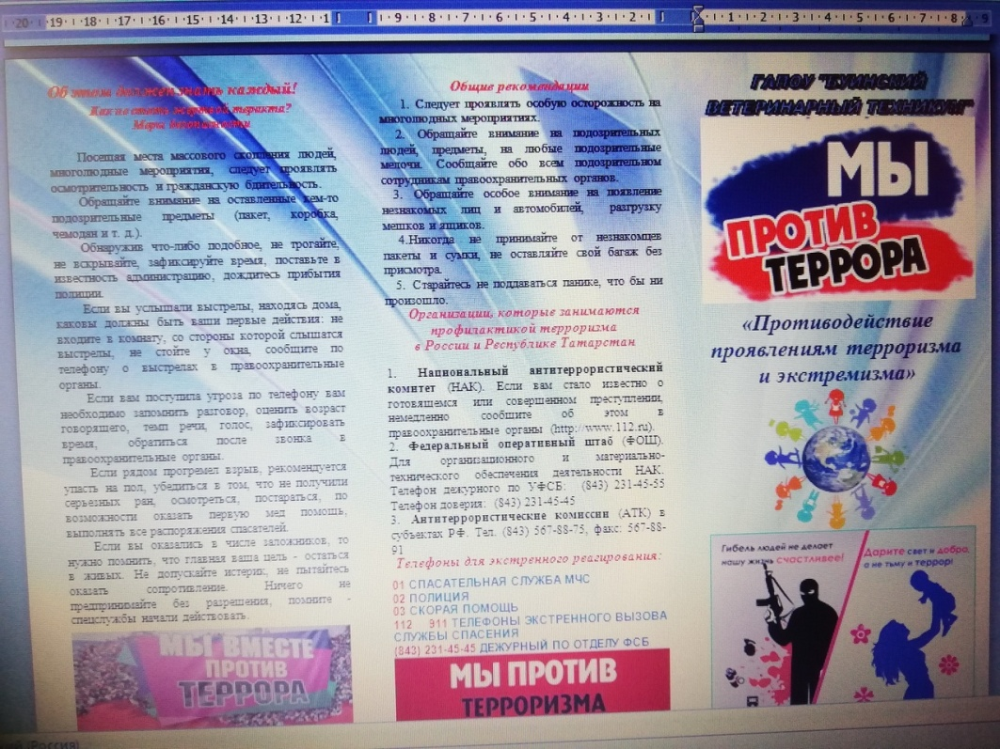 Об этом должен знать каждый!
Как не стать жертвой теракта?
Меры безопасности
Посещая места массового скопления людей,
многолюдные мероприятия, следует проявлять
осмотрительность и гражданскую бдительность.
Обращайте внимание на оставленные кем-то
подозрительные предметы (пакет, коробка,
чемодан и т. д.).
Обнаружив что-либо подобное, не трогайте,
не вскрывайте, зафиксируйте время, поставьте в
известность администрацию, дождитесь прибытия
полиции.
Если вы услышали выстрелы, находясь дома,
каковы должны быть ваши первые действия: не
входите в комнату, со стороны которой слышатся
выстрелы, не стойте у окна, сообщите по
телефону о выстрелах в правоохранительные
органы.
Если вам поступила угроза по телефону вам
необходимо запомнить разговор, оценить возраст
говорящего, темп речи, голос, зафиксировать
время, обратиться после звонка в
правоохранительные органы.
Если рядом прогремел взрыв, рекомендуется
упасть на пол, убедиться в том, что не получили
серьезных ран, осмотреться, постараться, по
возможности оказать первую мед помощь,
выполнять все распоряжения спасателей.
Если вы оказались в числе заложников, то
нужно помнить, что главная ваша цель - остаться
в живых. Не допускайте истерик, не пытайтесь
оказать сопротивление. Ничего не
предпринимайте без разрешения, помните -
спецслужбы начали действовать.
МЫ ВМЕСТЕ
ПРОТИВ
ТЕРРОРА
Общие рекомендации
1. Следует проявлять особую осторожность на
многолюдных мероприятиях.
2. Обращайте внимание на подозрительных
людей, предметы, на любые подозрительные
мелочи. Сообщайте обо всем подозрительном
сотрудникам правоохранительных органов.
3. Обращайте особое внимание на появление
незнакомых лиц и автомобилей, разгрузку
мешков и ящиков.
4.Никогда не принимайте от незнакомцев
пакеты и сумки, не оставляйте свой багаж без
присмотра.
5. Старайтесь не поддаваться панике, что бы ни
произошло.
Организации, которые занимаются
профилактикой терроризма
в России и Республике Татарстан
1. Национальный антитеррористический
комитет (НАК). Если вам стало известно о
готовящемся или совершенном преступлении,
немедленно сообщите об этом в
правоохранительные органы (http://www.112.ru).
2. Федеральный оперативный штаб (ФОШ).
Для организационного и материально-
технического обеспечения деятельности НАК.
Телефон дежурного по УФСБ: (843) 231-45-55
Телефон доверия: (843) 231-45-45
3. Антитеррористические комиссии (АТК) в
субъектах РФ. Тел. (843) 567-88-75, факс: 567-88-
91
Телефоны для экстренного реагирования:
01 СПАСАТЕЛЬНАЯ СЛУЖБА МЧС
02 ПОЛИЦИЯ
03 СКОРАЯ ПОМОЩЬ
112 911 ТЕЛЕФОНЫ ЭКСТРЕННОГО ВЫЗОВА
СЛУЖБЫ СПАСЕНИЯ
(843) 231-45-45 ДЕЖУРНЫЙ ПО ОТДЕЛУ ФСБ
МЫ ПРОТИВ
ТЕРРОРИЗМА
ГАПОУ "БУИНСКИЙ
ВЕТЕРИНАРНЫЙ ТЕХНИКУМ"
МЫ
ПРОТИВ
ТЕРРОРА
«Противодействие
проявлениям терроризма
и экстремизма»
Гибель людей не делает
нашу жизнь счастливее!
Дарите свет и добро,
а не тьму и террор!
(Россия)